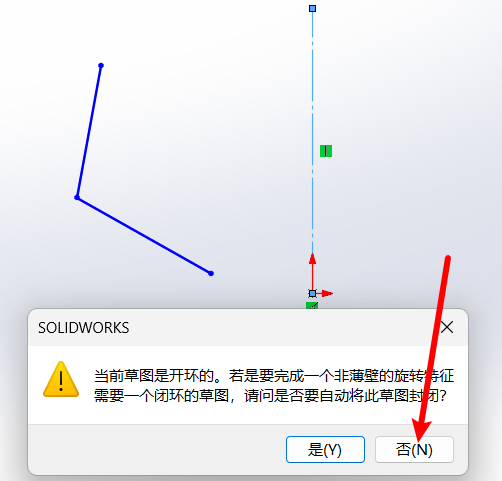 SOLIDWORKS
当前草图是开环的。若是要完成一个非薄壁的旋转特征
需要一个闭环的草图，请问是否要自动将此草图封闭?
是(Y)
否(N)